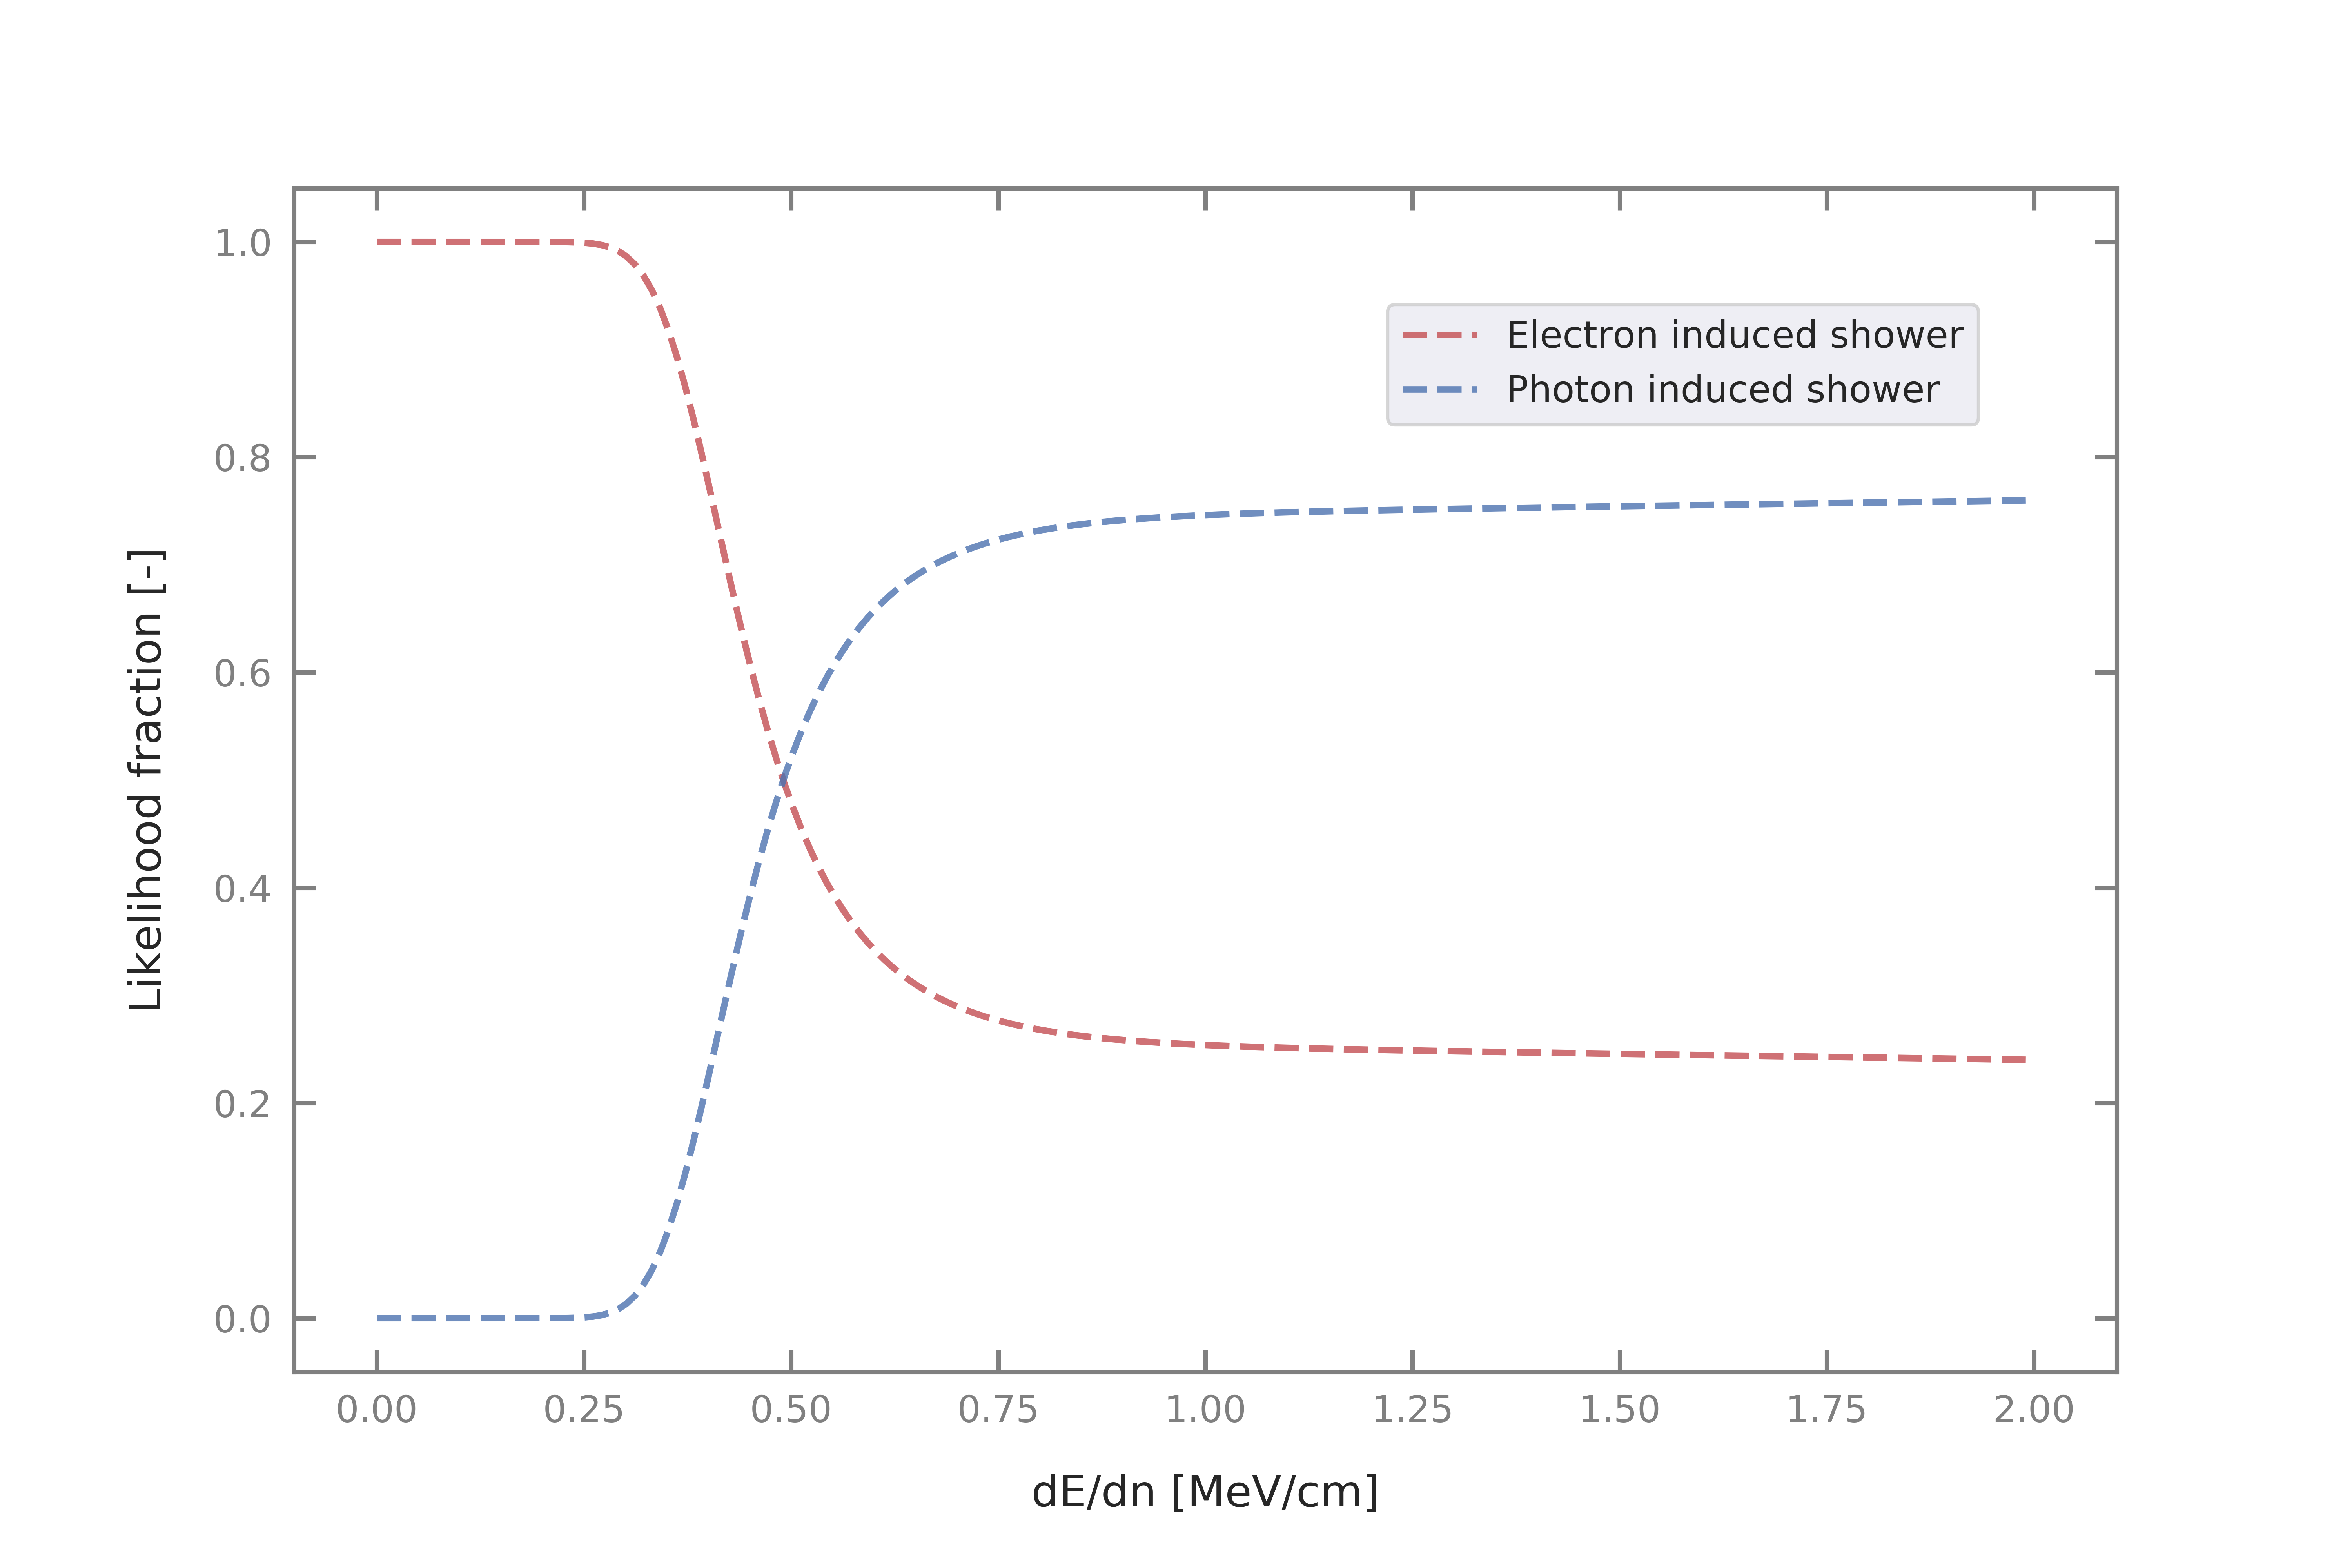 1.0
0.8
0.6
0.4
0.2
0.0
Likelihood fraction [-]
Electron induced shower
Photon induced shower
0.00 0.25 0.50 0.75 1.00 1.25 1.50 1.75 2.00
dE/dn [MeV/cm]